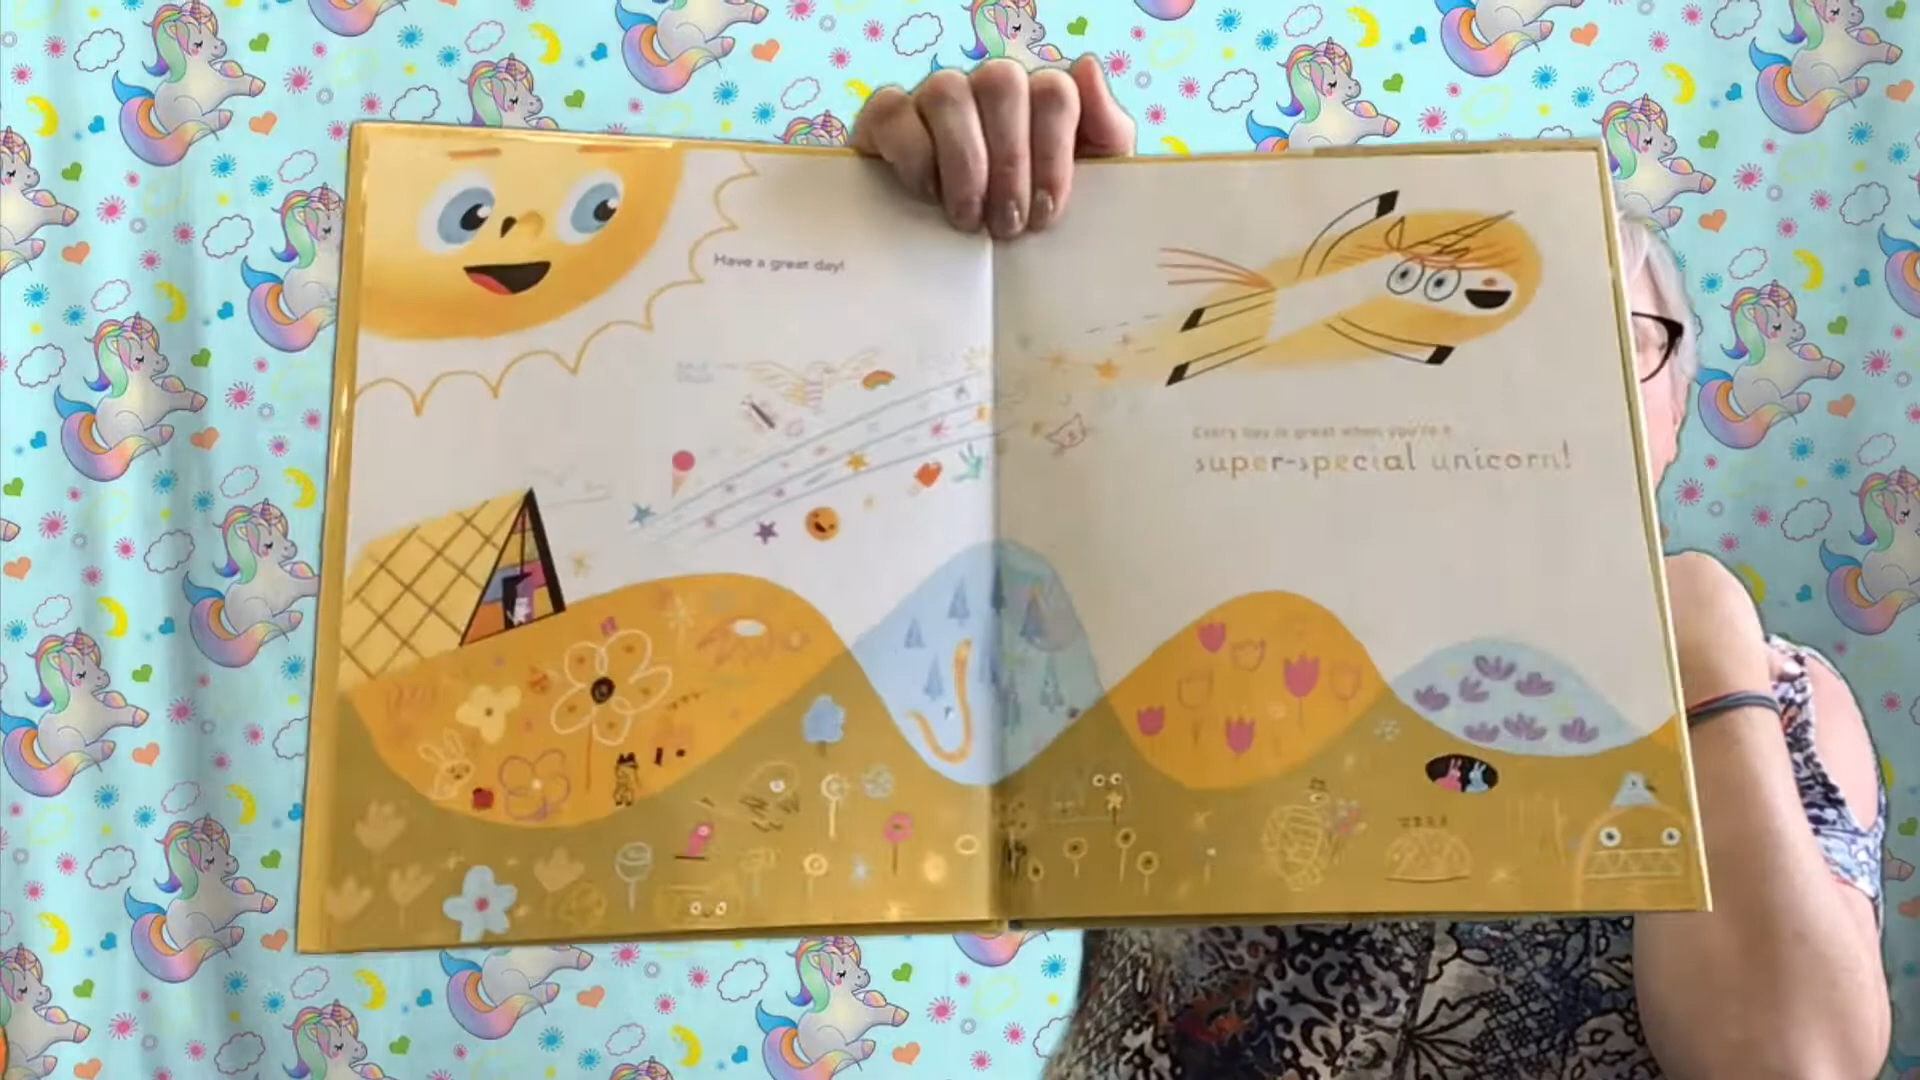 Have a great day!
Every day is great when you're a
super-special unicorn!